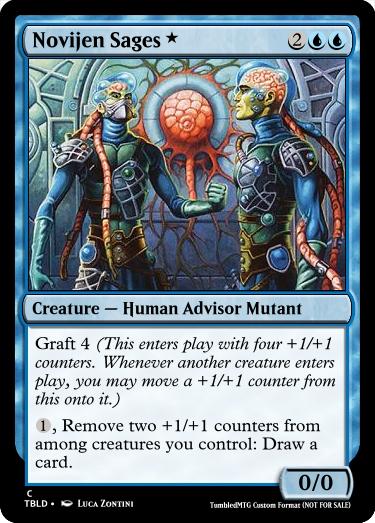 Novijen Sages ★ 2
Creature — Human Advisor Mutant
Graft 4 (This enters play with four +1/+1
counters. Whenever another creature enters
play, you may move a +1/+1 counter from
this onto it.)
1, Remove two +1/+1 counters from
among creatures you control: Draw a
card.
0/0
C
TBLD • Luca Zontini
TumbledMTG Custom Format (NOT FOR SALE)